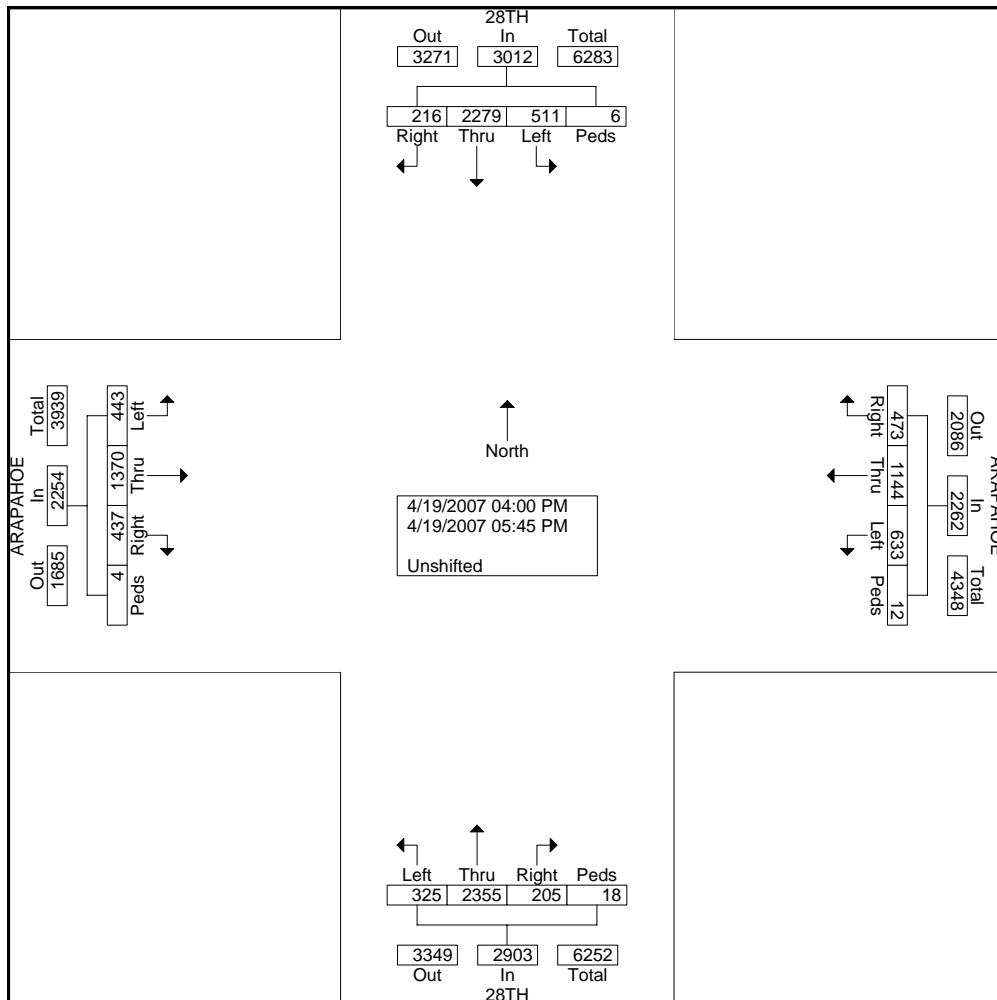 28TH
Out In Total
3271 3012 6283
216 2279 511 6
Right Thru Left Peds
ARAPAHOE
Total In Out
3939 2254 1685
443 1370 437 4
Left Thru Right Peds
North
4/19/2007 04:00 PM
4/19/2007 05:45 PM
Unshifted
Right Thru Left Peds
473 1144 633 12
Out In Total
2086 2262 4348
ARAPAHOE
Left Thru Right Peds
325 2355 205 18
3349 2903 6252
Out In Total
28TH